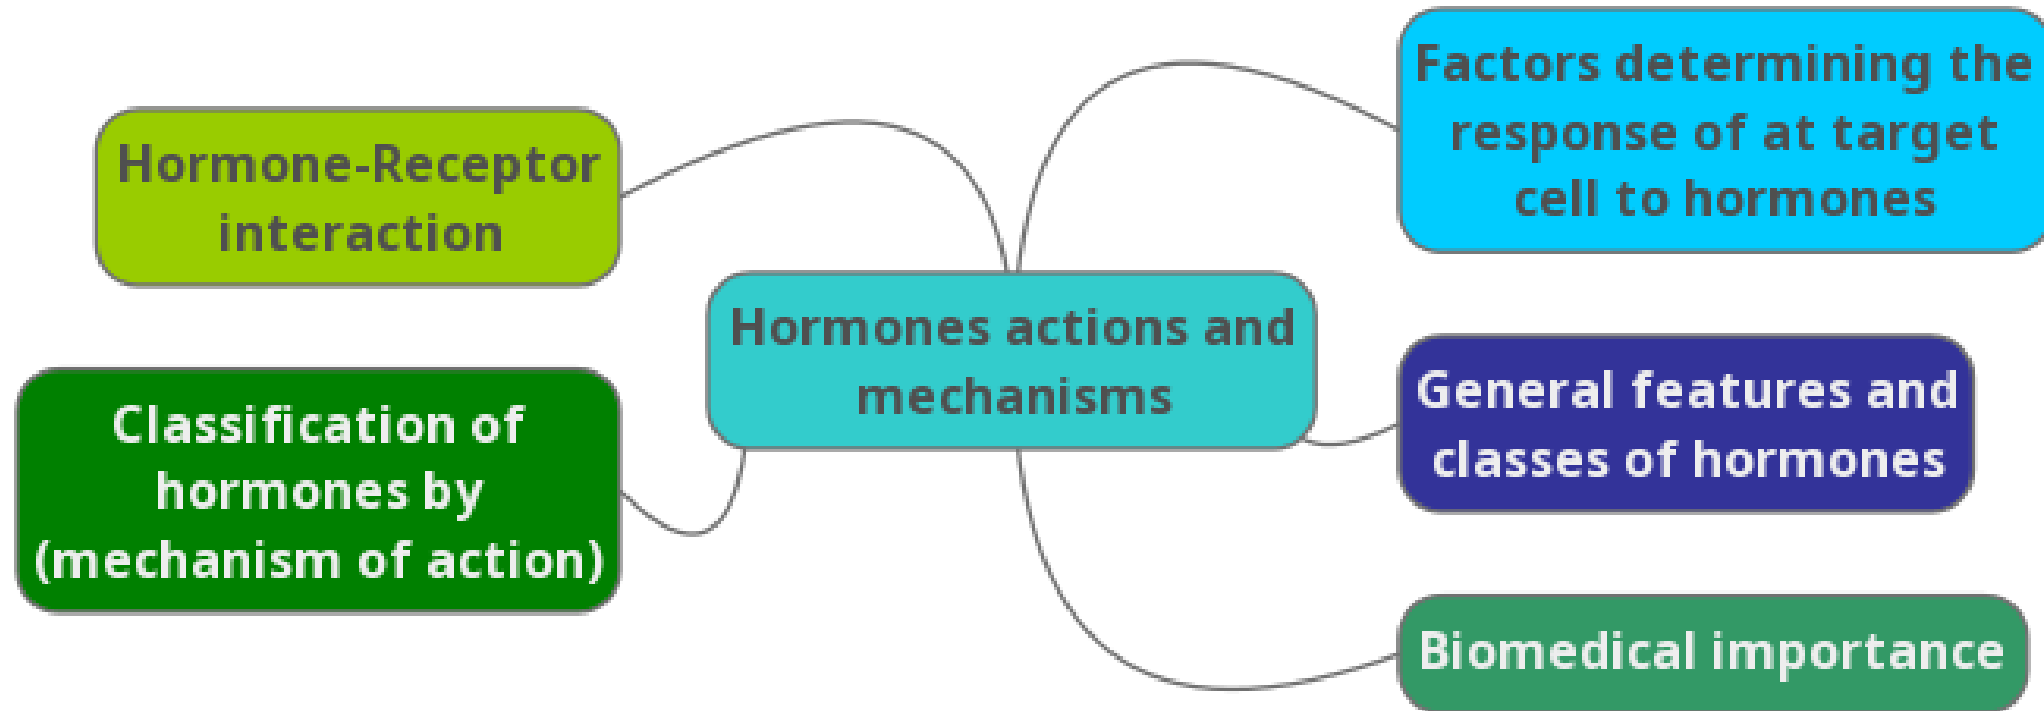 Hormone-Receptor
interaction
Classification of
hormones by
(mechanism of action)
Hormones actions and
mechanisms
Factors determining the
response of at target
cell to hormones
General features and
classes of hormones
Biomedical importance